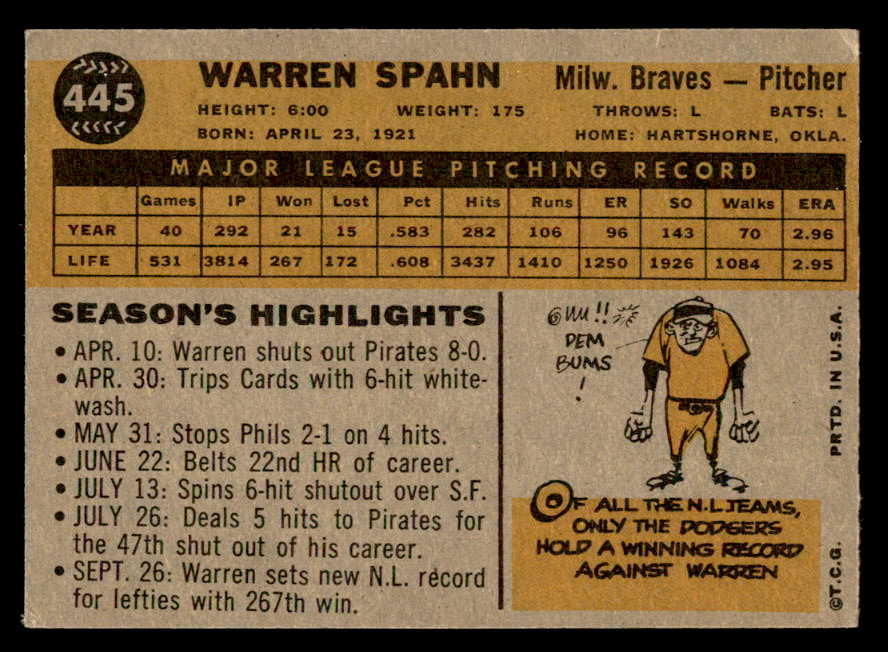 445
WARREN SPAHN
Milw. Braves — Pitcher
HEIGHT: 6:00 WEIGHT: 175 THROWS: L BATS: L
BORN: APRIL 23, 1921 HOME: HARTSHORNE, OKLA.
MAJOR LEAGUE PITCHING RECORD
Games IP Won Lost Pct Hits Runs ER SO Walks ERA
YEAR 40 292 21 15 .583 282 106 96 143 70 2.96
LIFE 531 3814 267 172 .608 3437 1410 1250 1926 1084 2.95
SEASON'S HIGHLIGHTS
• APR. 10: Warren shuts out Pirates 8-0.
• APR. 30: Trips Cards with 6-hit white-
wash.
• MAY 31: Stops Phils 2-1 on 4 hits.
• JUNE 22: Belts 22nd HR of career.
• JULY 13: Spins 6-hit shutout over S.F.
• JULY 26: Deals 5 hits to Pirates for
the 47th shut out of his career.
• SEPT. 26: Warren sets new N.L. record
for lefties with 267th win.
DEM
BUMS
!
OF ALL THE N.L. TEAMS,
ONLY THE DODGERS
HOLD A WINNING RECORD
AGAINST WARREN
©T.C.G. PRTD. IN U.S.A.